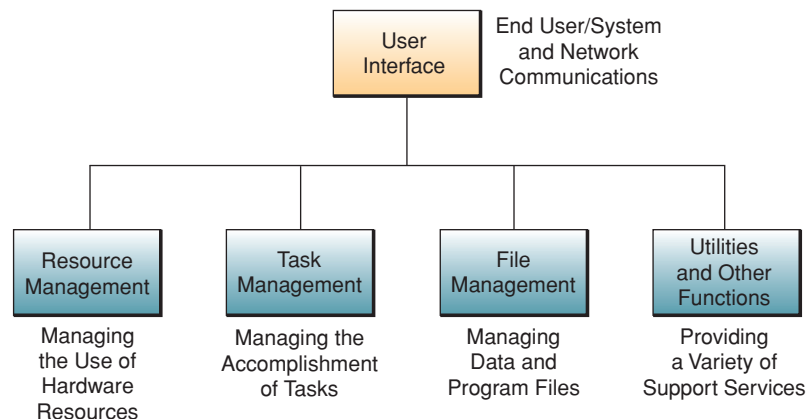 User
Interface
End User/System
and Network
Communications
Resource
Management
Managing
the Use of
Hardware
Resources
Task
Management
Managing the
Accomplishment
of Tasks
File
Management
Managing
Data and
Program Files
Utilities
and Other
Functions
Providing
a Variety of
Support Services